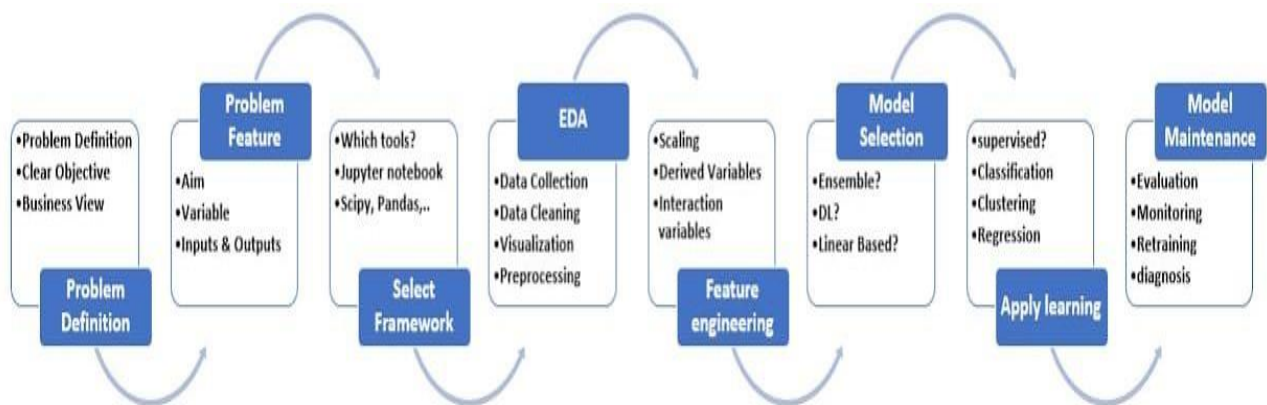 •Problem Definition
•Clear Objective
•Business View
Problem
Definition
Problem
Feature
•Aim
•Variable
•Inputs & Outputs
•Which tools?
•Jupyter notebook
•Scipy, Pandas,..
Select
Framework
EDA
•Data Collection
•Data Cleaning
•Visualization
•Preprocessing
•Scaling
•Derived Variables
•Interaction
variables
Feature
engineering
Model
Selection
•Ensemble?
•DL?
•Linear Based?
•supervised?
•Classification
•Clustering
•Regression
Apply learning
Model
Maintenance
•Evaluation
•Monitoring
•Retraining
•diagnosis